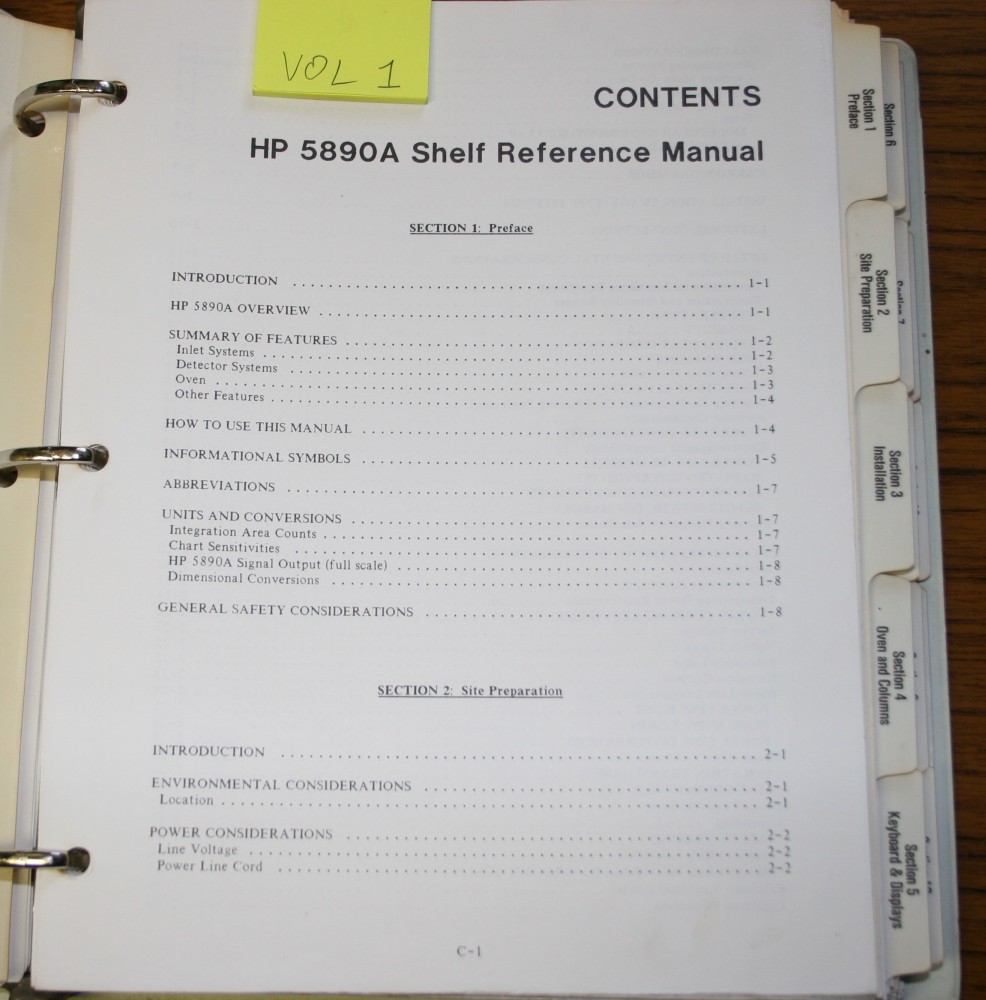 VOL 1
CONTENTS
HP 5890A Shelf Reference Manual
SECTION 1: Preface
INTRODUCTION ........ 1-1
HP 5890A OVERVIEW ........ 1-1
SUMMARY OF FEATURES ........ 1-2
Inlet Systems ........ 1-2
Detector Systems ........ 1-3
Oven ........ 1-3
Other Features ........ 1-4
HOW TO USE THIS MANUAL ........ 1-4
INFORMATIONAL SYMBOLS ........ 1-5
ABBREVIATIONS ........ 1-7
UNITS AND CONVERSIONS ........ 1-7
Integration Area Counts ........ 1-7
Chart Sensitivities ........ 1-7
HP 5890A Signal Output (full scale) ........ 1-8
Dimensional Conversions ........ 1-8
GENERAL SAFETY CONSIDERATIONS ........ 1-8
SECTION 2: Site Preparation
INTRODUCTION ........ 2-1
ENVIRONMENTAL CONSIDERATIONS ........ 2-1
Location ........ 2-1
POWER CONSIDERATIONS ........ 2-2
Line Voltage ........ 2-2
Power Line Cord ........ 2-2
C-1
Section 1
Preface
Section 6
Section 2
Site Preparation
Section 3
Installation
Section 4
Oven and Columns
Section 5
Keyboard & Displays